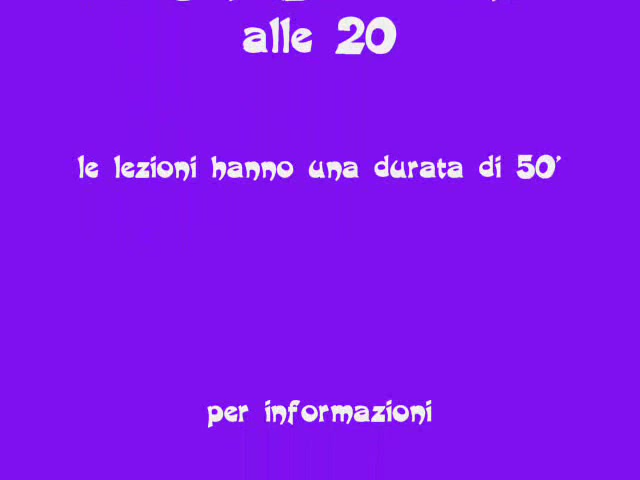 alle 20
le lezioni hanno una durata di 50'
per informazioni